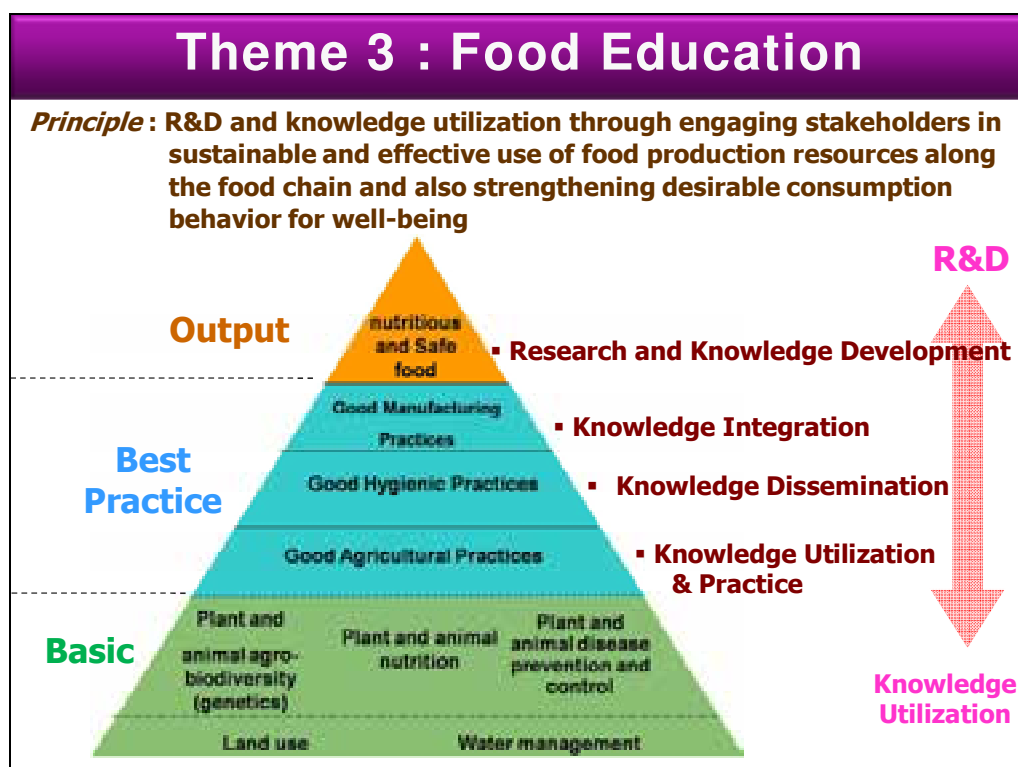 Theme 3 : Food Education
Principle : R&D and knowledge utilization through engaging stakeholders in
sustainable and effective use of food production resources along
the food chain and also strengthening desirable consumption
behavior for well-being
R&D
Output
nutritious
and Safe
food
▪ Research and Knowledge Development
Good Manufacturing
Practices
▪ Knowledge Integration
Best
Practice
Good Hygienic Practices
▪ Knowledge Dissemination
Good Agricultural Practices
▪ Knowledge Utilization
& Practice
Basic
Plant and
animal agro-
biodiversity
(genetics)
Plant and animal
nutrition
Plant and
animal disease
prevention and
control
Land use
Water management
Knowledge
Utilization